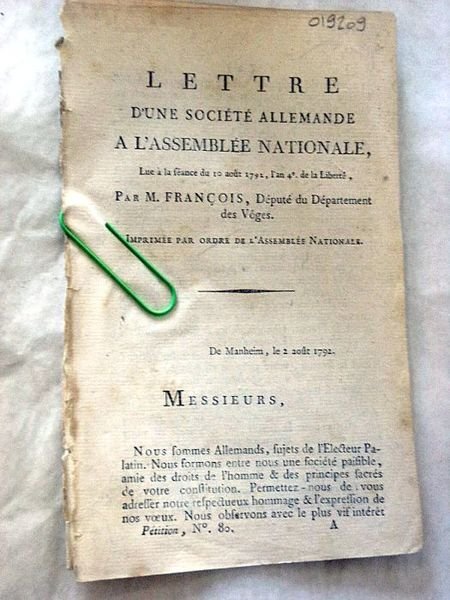 019209
LETTRE
D'UNE SOCIÉTÉ ALLEMANDE
A L'ASSEMBLÉE NATIONALE,
Lue à la séance du 10 août 1792, l'an 4e. de la Liberté,
PAR M. FRANÇOIS, Député du Département
des Vôges.
IMPRIMÉE PAR ORDRE DE L'ASSEMBLÉE NATIONALE.
De Manheim, le 2 août 1792.
MESSIEURS,
Nous sommes Allemands, sujets de l'Electeur Pa-
latin. Nous formons entre nous une société paisible,
amie des droits de l'homme & des principes sacrés
de votre constitution. Permettez-nous de vous
adresser notre respectueux hommage & l'expression de
nos vœux. Nous observons avec le plus vif intérêt
Pétition, N°. 80. A